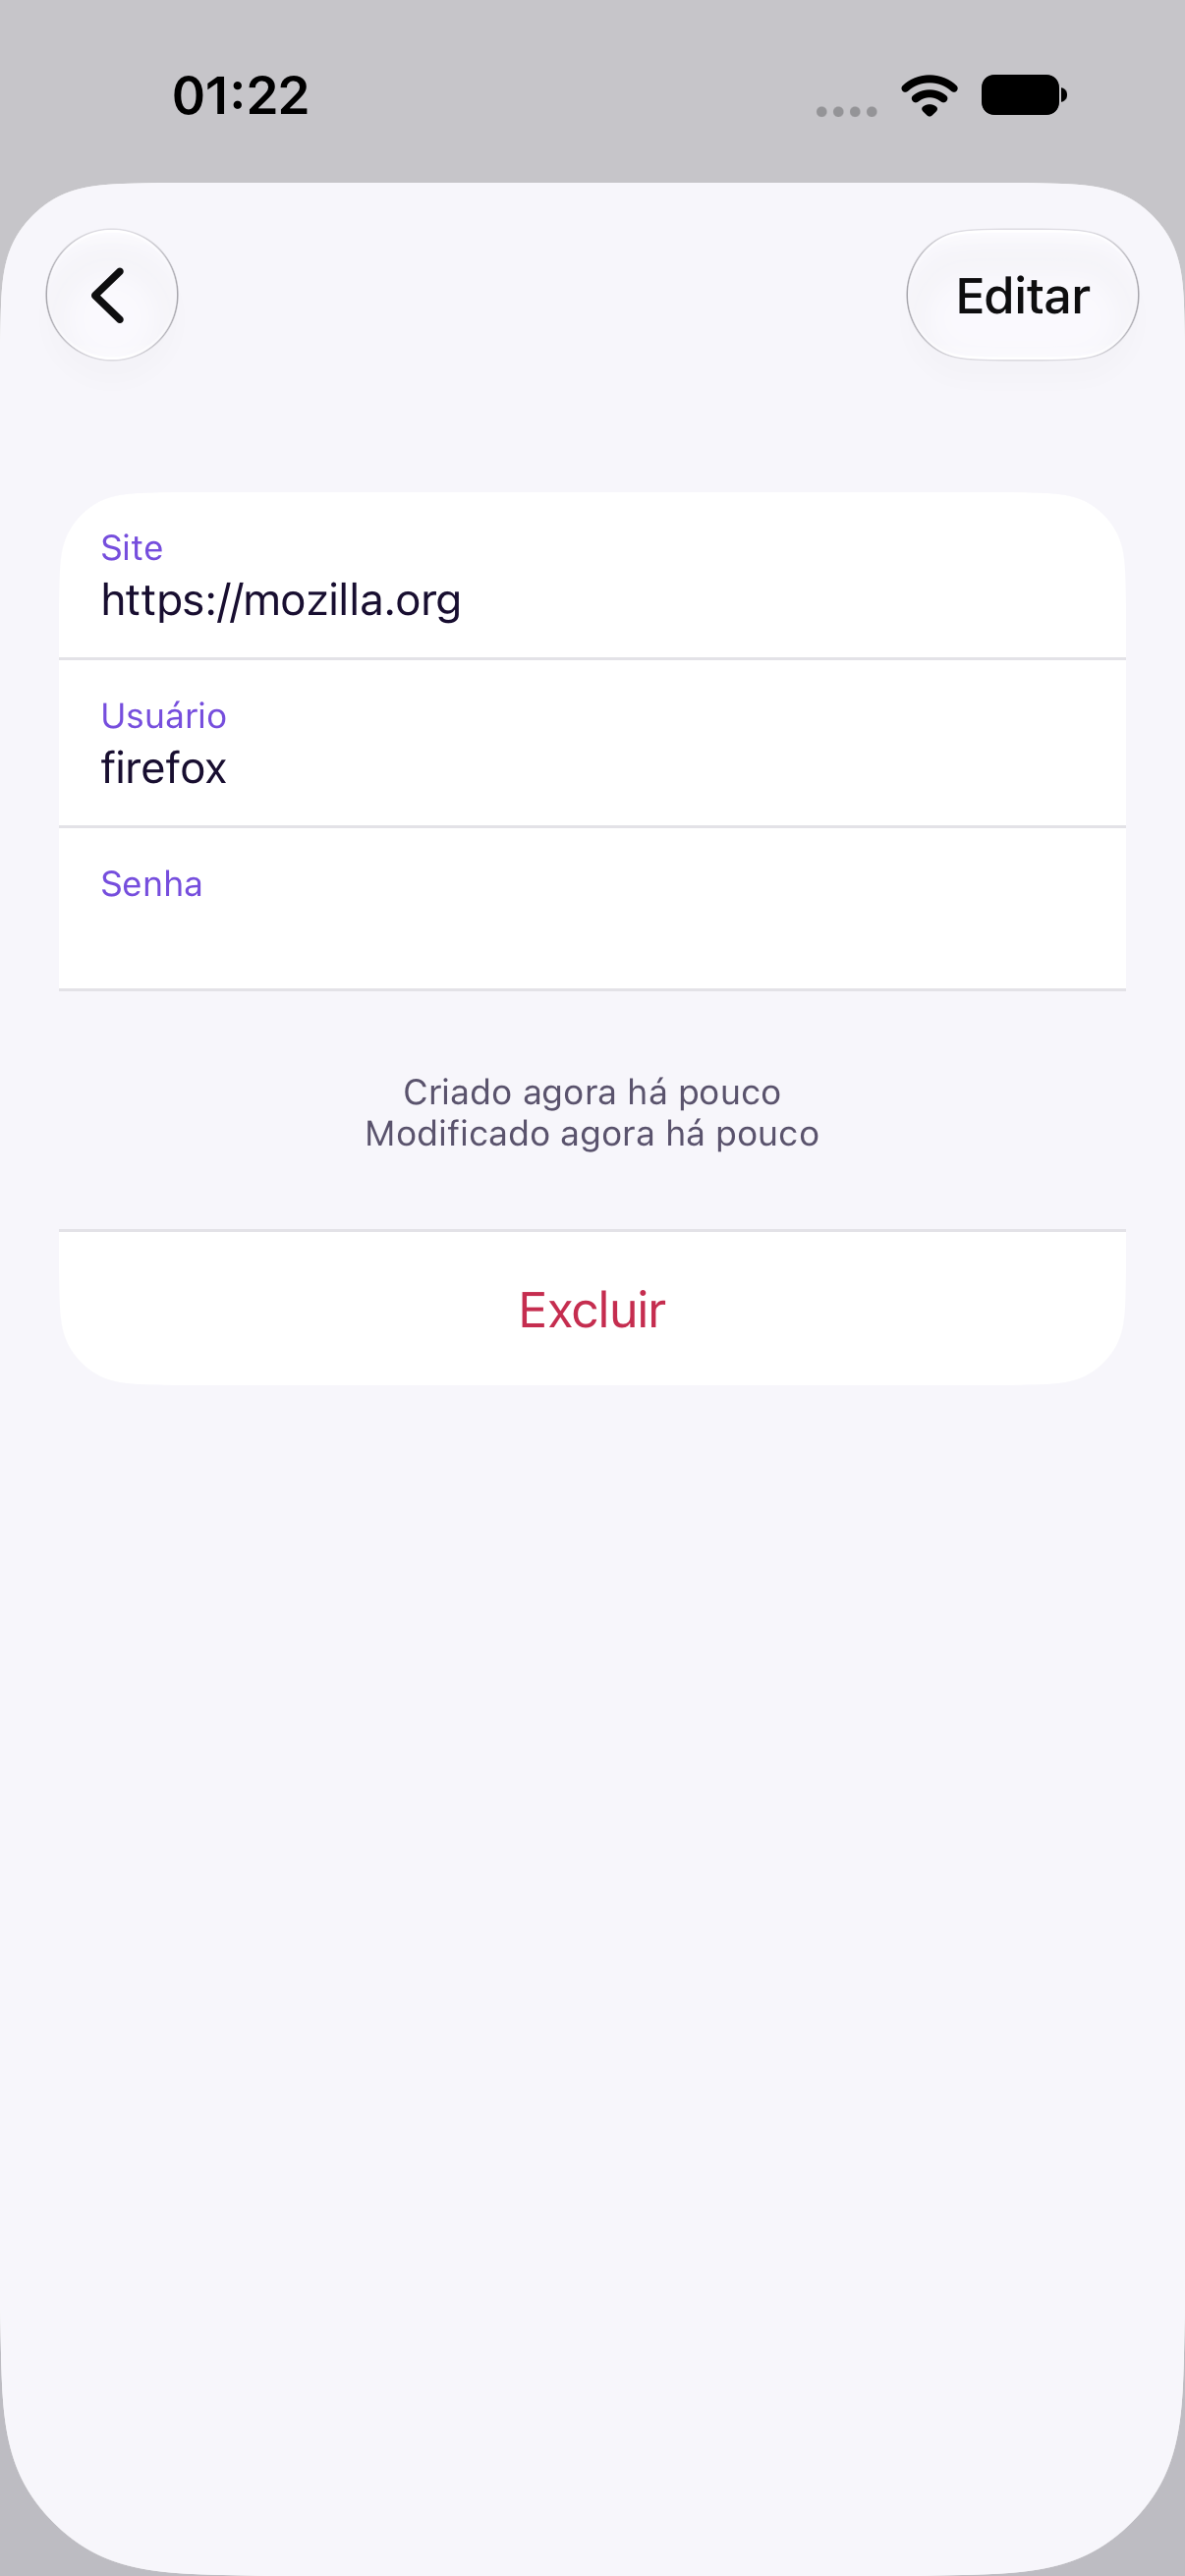 01:22
Editar
Site
https://mozilla.org
Usuário
firefox
Senha
Criado agora há pouco
Modificado agora há pouco
Excluir